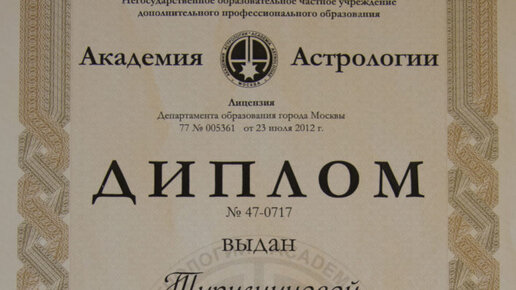 Негосударственное образовательное частное учреждение
дополнительного профессионального образования
Академия Астрологии
Лицензия
Департамента образования города Москвы
77 № 005361 от 23 июля 2012 г.
ДИПЛОМ
№ 47-0717
выдан